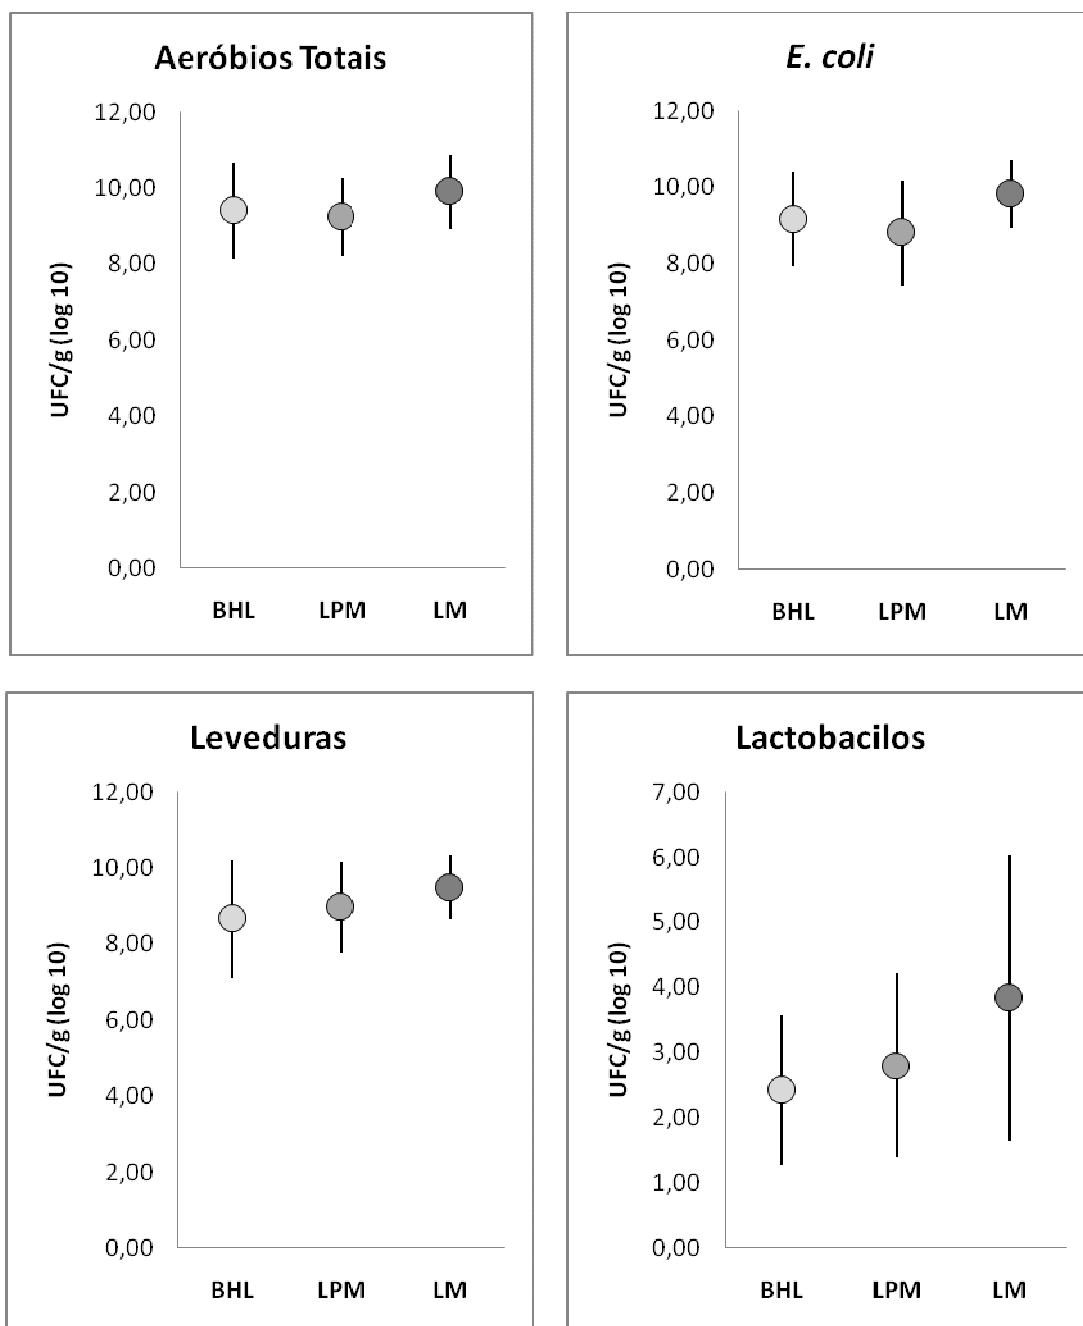 Aeróbios Totais
12,00
10,00
8,00
6,00
4,00
2,00
0,00
UFC/g (log 10)
BHL LPM LM
E. coli
12,00
10,00
8,00
6,00
4,00
2,00
0,00
UFC/g (log 10)
BHL LPM LM
Leveduras
12,00
10,00
8,00
6,00
4,00
2,00
0,00
UFC/g (log 10)
BHL LPM LM
Lactobacilos
7,00
6,00
5,00
4,00
3,00
2,00
1,00
0,00
UFC/g (log 10)
BHL LPM LM